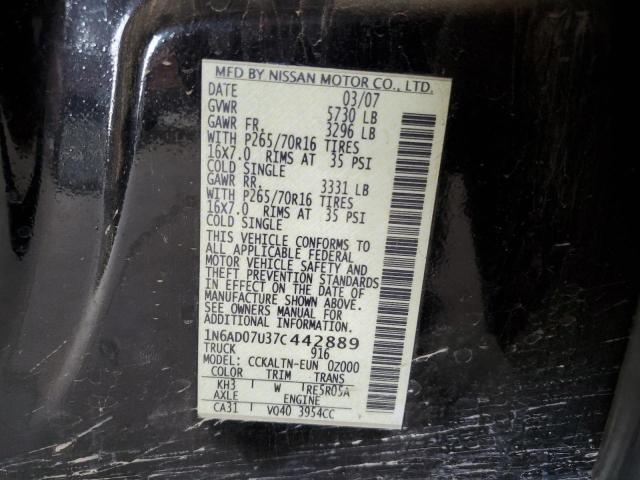 MFD BY NISSAN MOTOR CO., LTD.
DATE 03/07
GVWR 5730 LB
GAWR FR. 3296 LB
WITH P265/70R16 TIRES
16X7.0 RIMS AT 35 PSI
COLD SINGLE
GAWR RR. 3331 LB
WITH P265/70R16 TIRES
16X7.0 RIMS AT 35 PSI
COLD SINGLE
THIS VEHICLE CONFORMS TO
ALL APPLICABLE FEDERAL
MOTOR VEHICLE SAFETY AND
THEFT PREVENTION STANDARDS
IN EFFECT ON THE DATE OF
MANUFACTURE SHOWN ABOVE.
SEE OWNERS MANUAL FOR
ADDITIONAL INFORMATION.
1N6AD07U37C442889
TRUCK 916
MODEL: CCKALTN-EUN 0Z000
COLOR TRIM TRANS
KH3 W RE5R05A
AXLE ENGINE
CA31 VQ40 3954CC